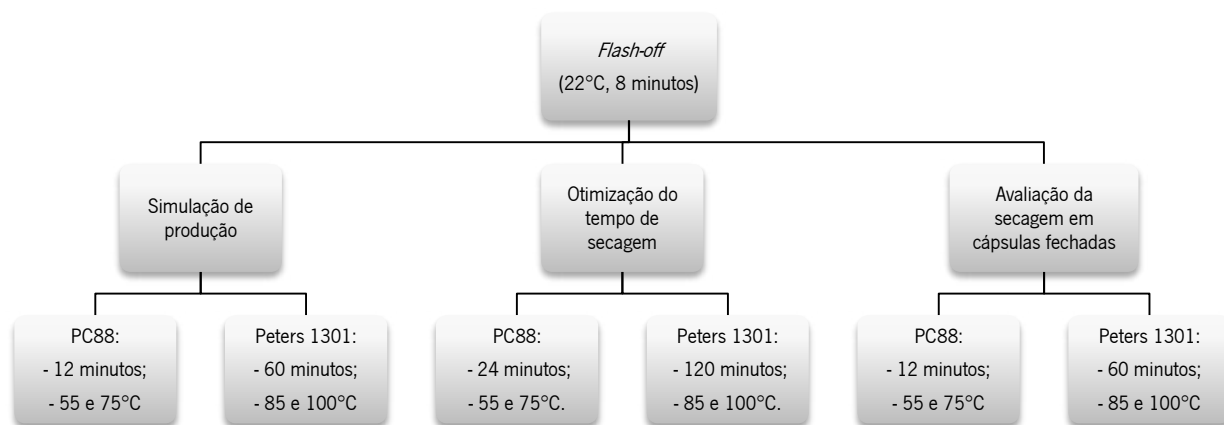 Flash-off
(22°C, 8 minutos)
Simulação de
produção
Otimização do
tempo de
secagem
Avaliação da
secagem em
cápsulas fechadas
PC88:
- 12 minutos;
- 55 e 75°C
Peters 1301:
- 60 minutos;
- 85 e 100°C
PC88:
- 24 minutos;
- 55 e 75°C.
Peters 1301:
- 120 minutos;
- 85 e 100°C.
PC88:
- 12 minutos;
- 55 e 75°C
Peters 1301:
- 60 minutos;
- 85 e 100°C